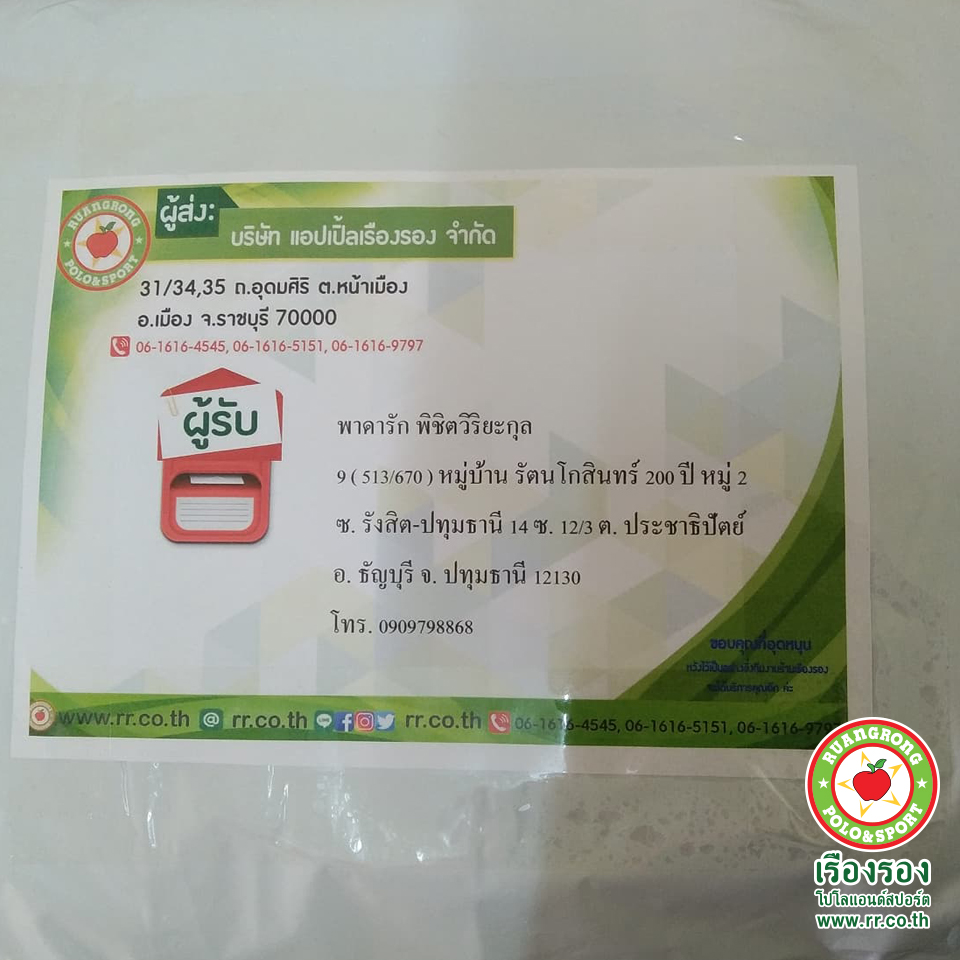 RUANGRONG
POLO&SPORT
ผู้ส่ง:
บริษัท แอปเปิ้ลเรืองรอง จำกัด
31/34,35 ถ.อุดมศิริ ต.หน้าเมือง
อ.เมือง จ.ราชบุรี 70000
06-1616-4545, 06-1616-5151, 06-1616-9797
ผู้รับ
พาดารัก พิชิตวิริยะกุล
9 ( 513/670 ) หมู่บ้าน รัตนโกสินทร์ 200 ปี หมู่ 2
ซ. รังสิต-ปทุมธานี 14 ซ. 12/3 ต. ประชาธิปัตย์
อ. ธัญบุรี จ. ปทุมธานี 12130
โทร. 0909798868
ขอบคุณที่อุดหนุน
www.rr.co.th @ rr.co.th rr.co.th 06-1616-4545, 06-1616-5151, 06-1616-9797
RUANGRONG
POLO&SPORT
เรืองรอง
โปโลแอนด์สปอร์ต
www.rr.co.th